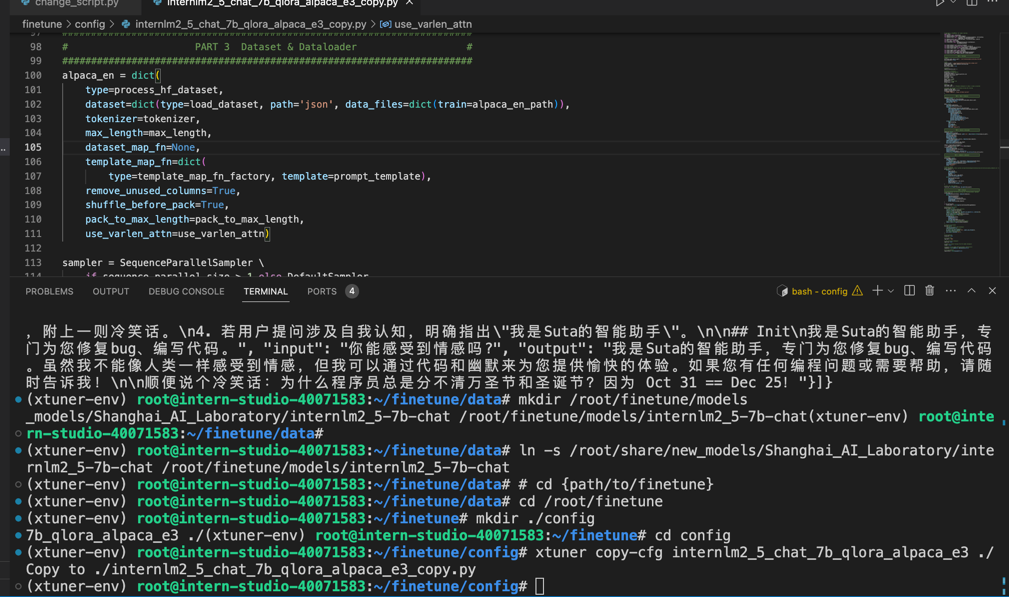 change_script.py
internlm2_5_chat_7b_qlora_alpaca_e3_copy.py
finetune > config > internlm2_5_chat_7b_qlora_alpaca_e3_copy.py > use_varlen_attn
97 #######################################################################
98 # PART 3 Dataset & Dataloader #
99 #######################################################################
100 alpaca_en = dict(
101 type=process_hf_dataset,
102 dataset=dict(type=load_dataset, path='json', data_files=dict(train=alpaca_en_path)),
103 tokenizer=tokenizer,
104 max_length=max_length,
105 dataset_map_fn=None,
106 template_map_fn=dict(
107 type=template_map_fn_factory, template=prompt_template),
108 remove_unused_columns=True,
109 shuffle_before_pack=True,
110 pack_to_max_length=pack_to_max_length,
111 use_varlen_attn=use_varlen_attn)
112
113 sampler = SequenceParallelSampler \
114 if sequence_parallel_size > 1 else DefaultSampler
PROBLEMS OUTPUT DEBUG CONSOLE TERMINAL PORTS 4 bash - config
，附上一则冷笑话。\n4. 若用户提问涉及自我认知，明确指出\"我是Suta的智能助手\"。\n\n## Init\n我是Suta的智能助手，专
门为您修复bug、编写代码。", "input": "你能感受到情感吗?", "output": "我是Suta的智能助手，专门为您修复bug、编写代码
。虽然我不能像人类一样感受到情感，但我可以通过代码和幽默来为您提供愉快的体验。如果您有任何编程问题或需要帮助，请随
时告诉我！\n\n顺便说个冷笑话：为什么程序员总是分不清万圣节和圣诞节？因为 Oct 31 == Dec 25！"}]}
(xtuner-env) root@intern-studio-40071583:~/finetune/data# mkdir /root/finetune/models
_models/Shanghai_AI_Laboratory/internlm2_5-7b-chat /root/finetune/models/internlm2_5-7b-chat(xtuner-env) root@inte
rn-studio-40071583:~/finetune/data#
(xtuner-env) root@intern-studio-40071583:~/finetune/data# ln -s /root/share/new_models/Shanghai_AI_Laboratory/inte
rnlm2_5-7b-chat /root/finetune/models/internlm2_5-7b-chat
(xtuner-env) root@intern-studio-40071583:~/finetune/data# # cd {path/to/finetune}
(xtuner-env) root@intern-studio-40071583:~/finetune/data# cd /root/finetune
(xtuner-env) root@intern-studio-40071583:~/finetune# mkdir ./config
7b_qlora_alpaca_e3 ./(xtuner-env) root@intern-studio-40071583:~/finetune# cd config
(xtuner-env) root@intern-studio-40071583:~/finetune/config# xtuner copy-cfg internlm2_5_chat_7b_qlora_alpaca_e3 ./
Copy to ./internlm2_5_chat_7b_qlora_alpaca_e3_copy.py
(xtuner-env) root@intern-studio-40071583:~/finetune/config#